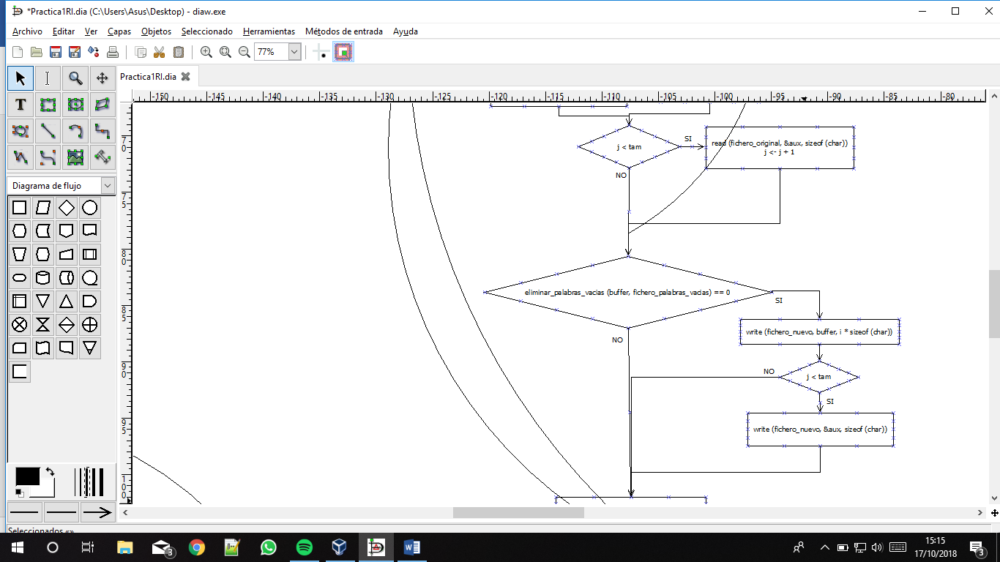 *Practica1RI.dia (C:\Users\Asus\Desktop) - diaw.exe
Archivo Editar Ver Capas Objetos Seleccionado Herramientas Métodos de entrada Ayuda
77%
Practica1RI.dia
-150 -145 -140 -135 -130 -125 -120 -115 -110 -105 -100 -95 -90 -85 -80
T
Diagrama de flujo
70
75
80
85
90
95
100
j < tam
SI
read (fichero_original, &aux, sizeof (char))
j <- j + 1
NO
eliminar_palabras_vacias (buffer, fichero_palabras_vacias) == 0
SI
NO
write (fichero_nuevo, buffer, i * sizeof (char))
NO
j < tam
SI
write (fichero_nuevo, &aux, sizeof (char))
Seleccionados
3
15:15
17/10/2018
3